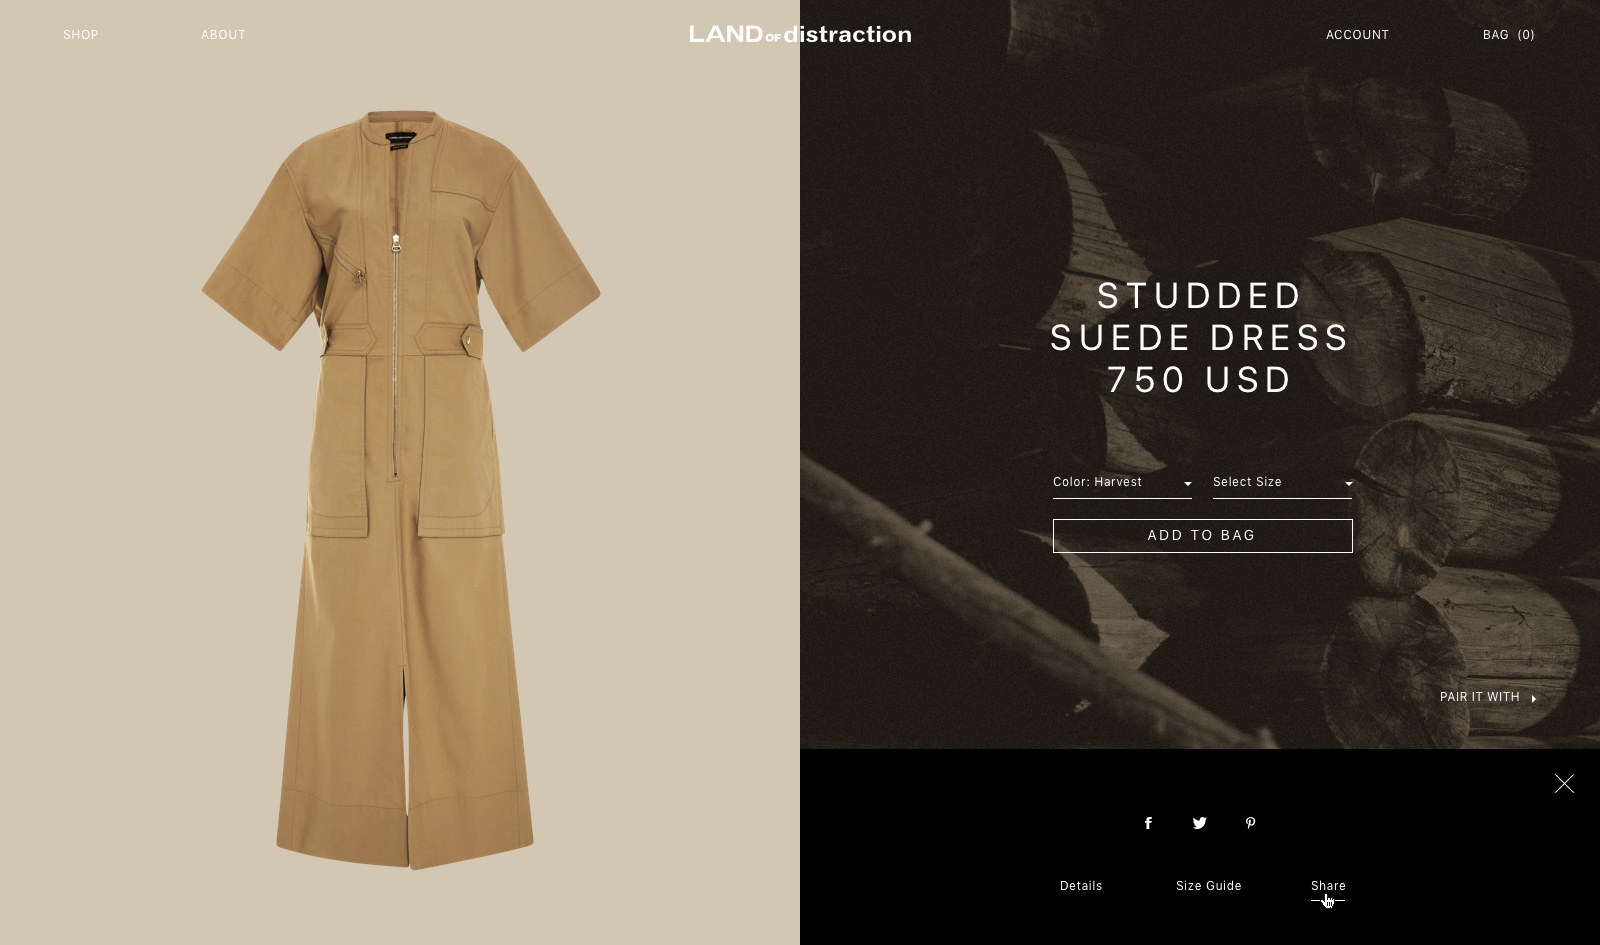 SHOP
ABOUT
LAND OF distraction
ACCOUNT
BAG (0)
STUDDED
SUEDE DRESS
750 USD
Color: Harvest
Select Size
ADD TO BAG
PAIR IT WITH
Details
Size Guide
Share